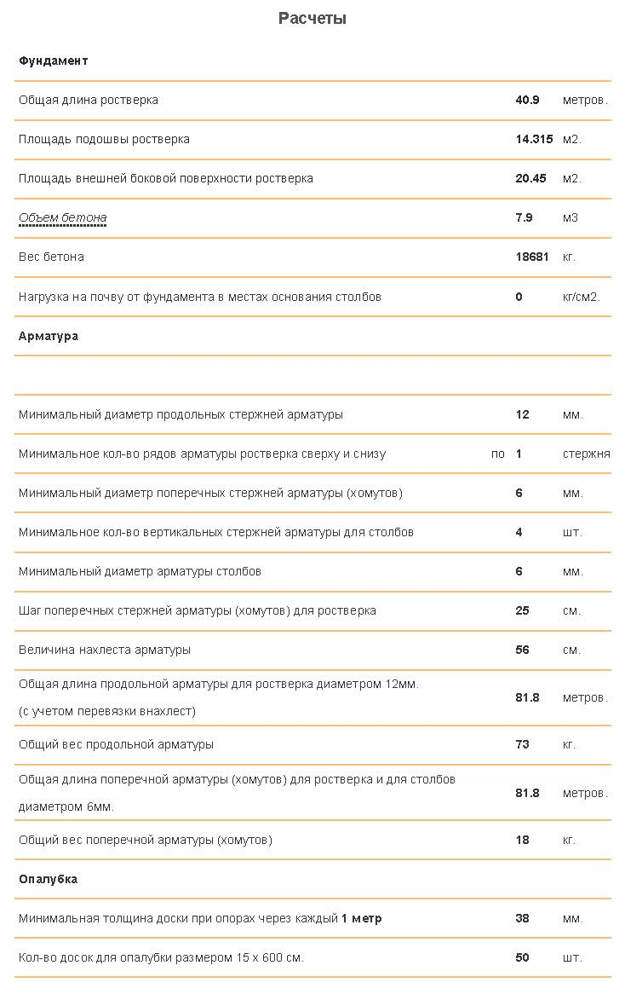 Расчеты
Фундамент
Общая длина ростверка 40.9 метров.
Площадь подошвы ростверка 14.315 м2.
Площадь внешней боковой поверхности ростверка 20.45 м2.
Объем бетона 7.9 м3
Вес бетона 18681 кг.
Нагрузка на почву от фундамента в местах основания столбов 0 кг/см2.
Арматура
Минимальный диаметр продольных стержней арматуры 12 мм.
Минимальное кол-во рядов арматуры ростверка сверху и снизу по 1 стержня
Минимальный диаметр поперечных стержней арматуры (хомутов) 6 мм.
Минимальное кол-во вертикальных стержней арматуры для столбов 4 шт.
Минимальный диаметр арматуры столбов 6 мм.
Шаг поперечных стержней арматуры (хомутов) для ростверка 25 см.
Величина нахлеста арматуры 56 см.
Общая длина продольной арматуры для ростверка диаметром 12мм.
(с учетом перевязки внахлест) 81.8 метров.
Общий вес продольной арматуры 73 кг.
Общая длина поперечной арматуры (хомутов) для ростверка и для столбов
диаметром 6мм. 81.8 метров.
Общий вес поперечной арматуры (хомутов) 18 кг.
Опалубка
Минимальная толщина доски при опорах через каждый 1 метр 38 мм.
Кол-во досок для опалубки размером 15 x 600 см. 50 шт.